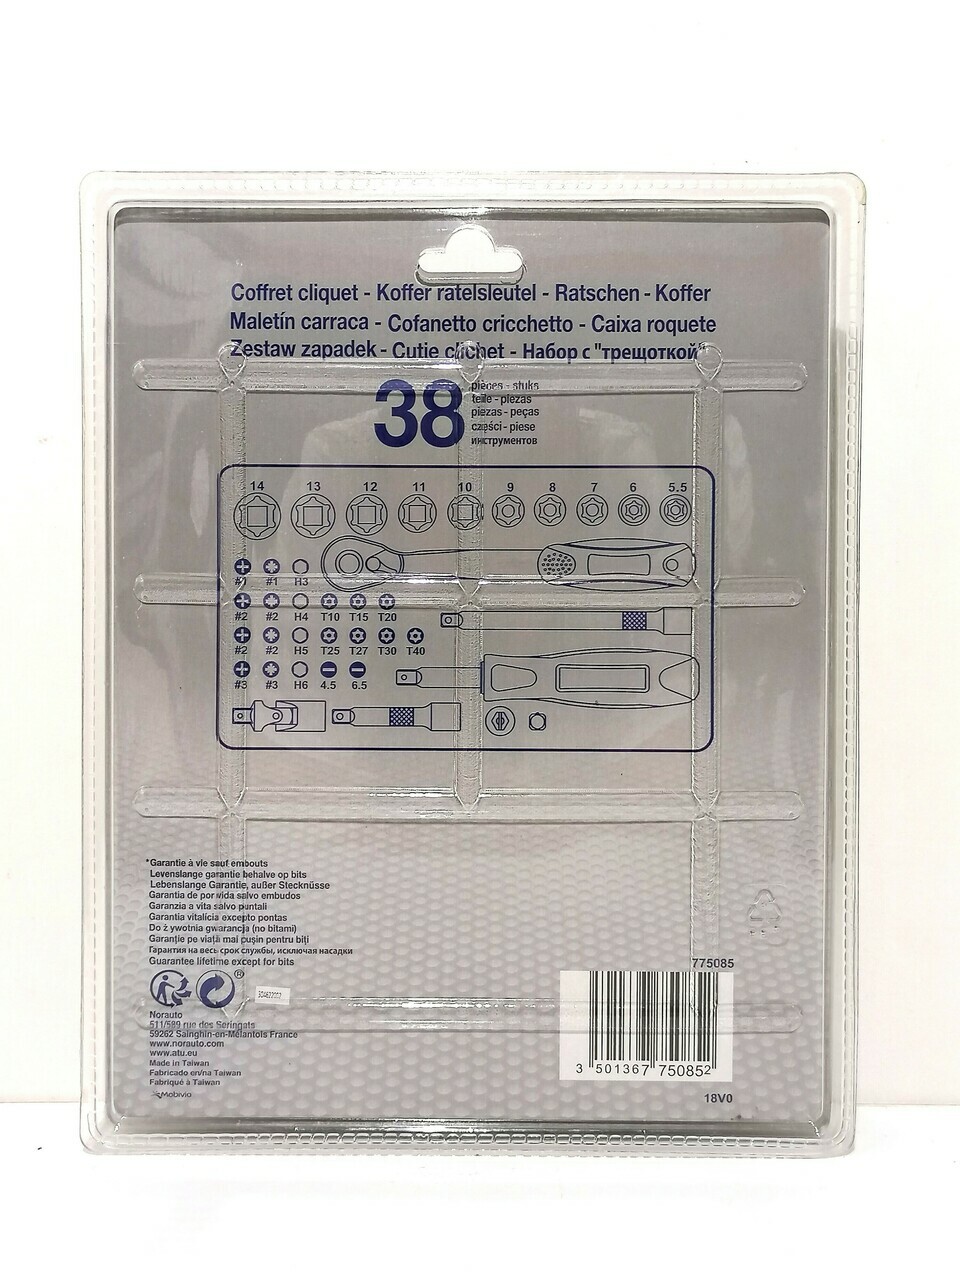 Coffret cliquet - Koffer ratelsleutel - Ratschen - Koffer
Maletín carraca - Cofanetto cricchetto - Caixa roquete
Zestaw zapadek - Cutie clichet - Набор с "трещоткой"
38
pièces - stuks
teile - piezas
piezas - peças
części - piese
инструментов
14 13 12 11 10 9 8 7 6 5.5
#1 #1 H3
#2 #2 H4 T10 T15 T20
#2 #2 H5 T25 T27 T30 T40
#3 #3 H6 4.5 6.5
*Garantie à vie sauf embouts
Levenslange garantie behalve op bits
Lebenslange Garantie, außer Stecknüsse
Garantia de por vida salvo embudos
Garanzia a vita salvo puntali
Garantia vitalícia excepto pontas
Do ż ywotnia gwarancja (no bitami)
Garanție pe viață mai pușin pentru biți
Гарантия на весь срок службы, исключая насадки
Guarantee lifetime except for bits
®
Norauto
511/589 rue des Seringats
59262 Sainghin-en-Mélantois France
www.norauto.com
www.atu.eu
Made in Taiwan
Fabricado en/na Taiwan
Fabriqué à Taiwan
Mobivia
775085
3 501367 750852
18V0